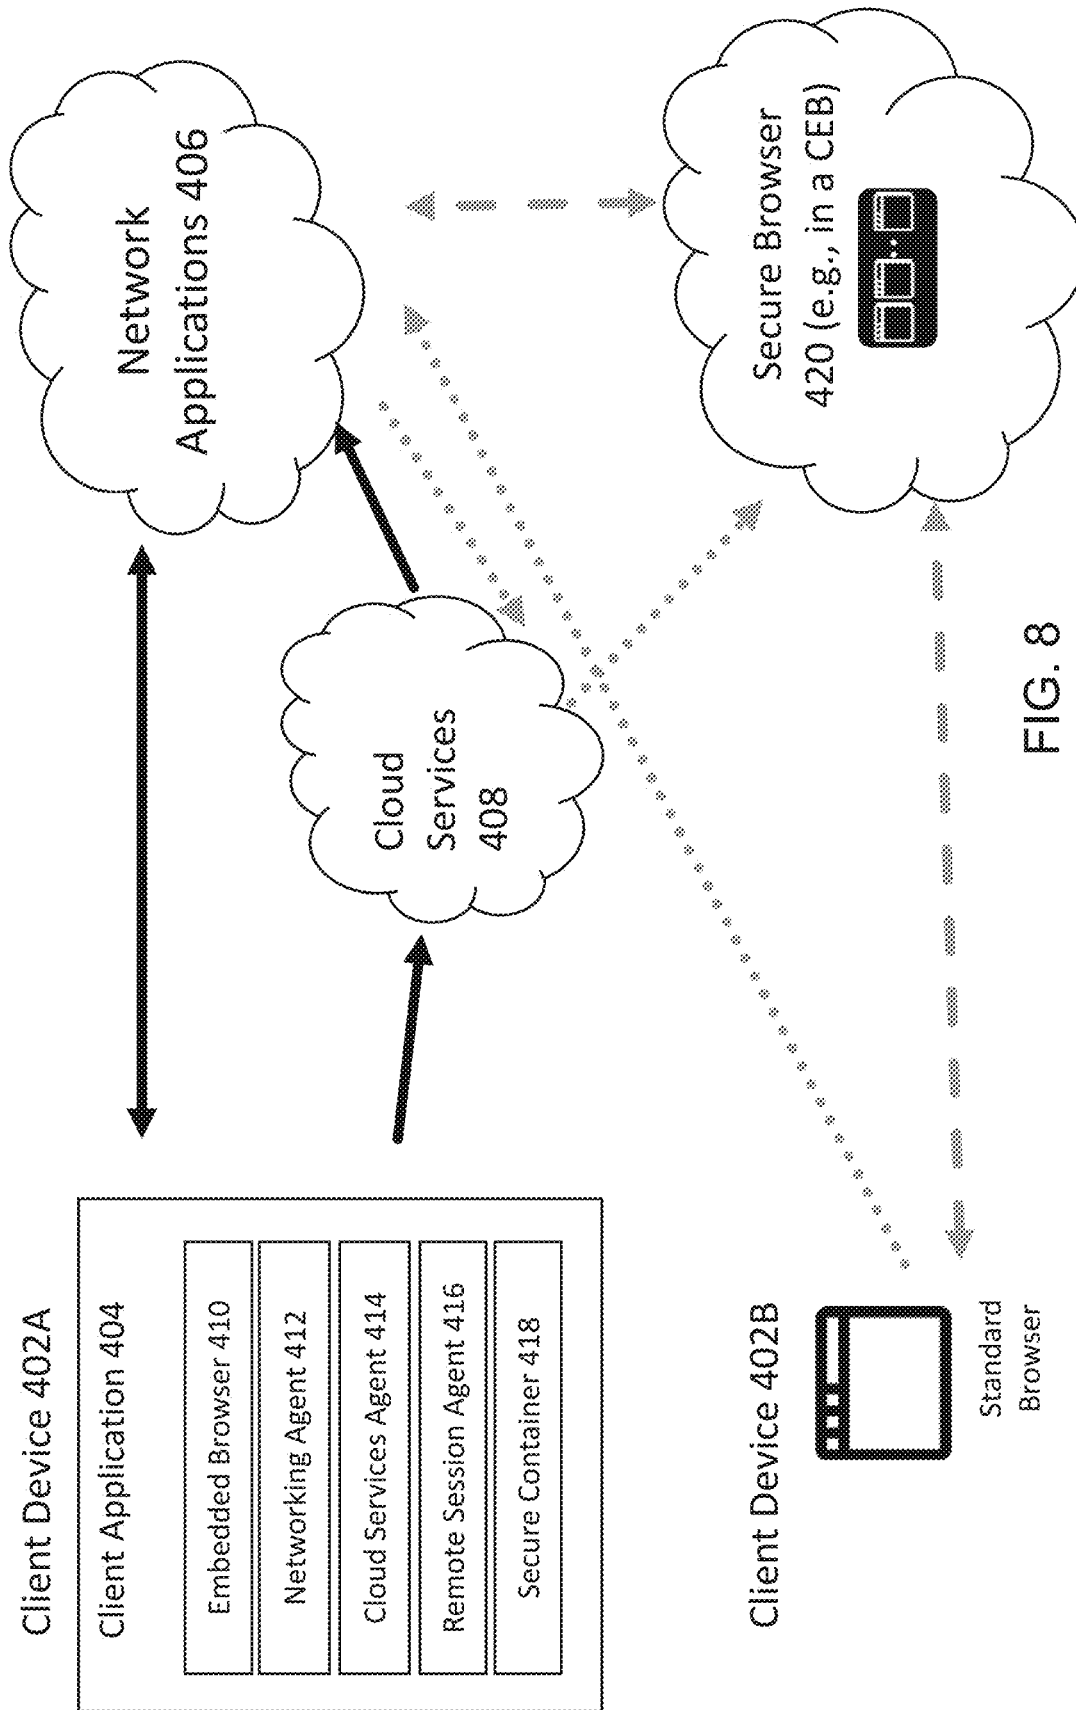 Client Device 402A
Client Application 404
Embedded Browser 410
Networking Agent 412
Cloud Services Agent 414
Remote Session Agent 416
Secure Container 418
Network
Applications 406
Cloud
Services
408
Client Device 402B
Standard
Browser
Secure Browser
420 (e.g., in a CEB)
FIG. 8